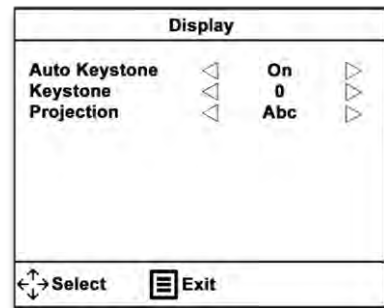 Display
Auto Keystone On
Keystone 0
Projection Abc
Select Exit